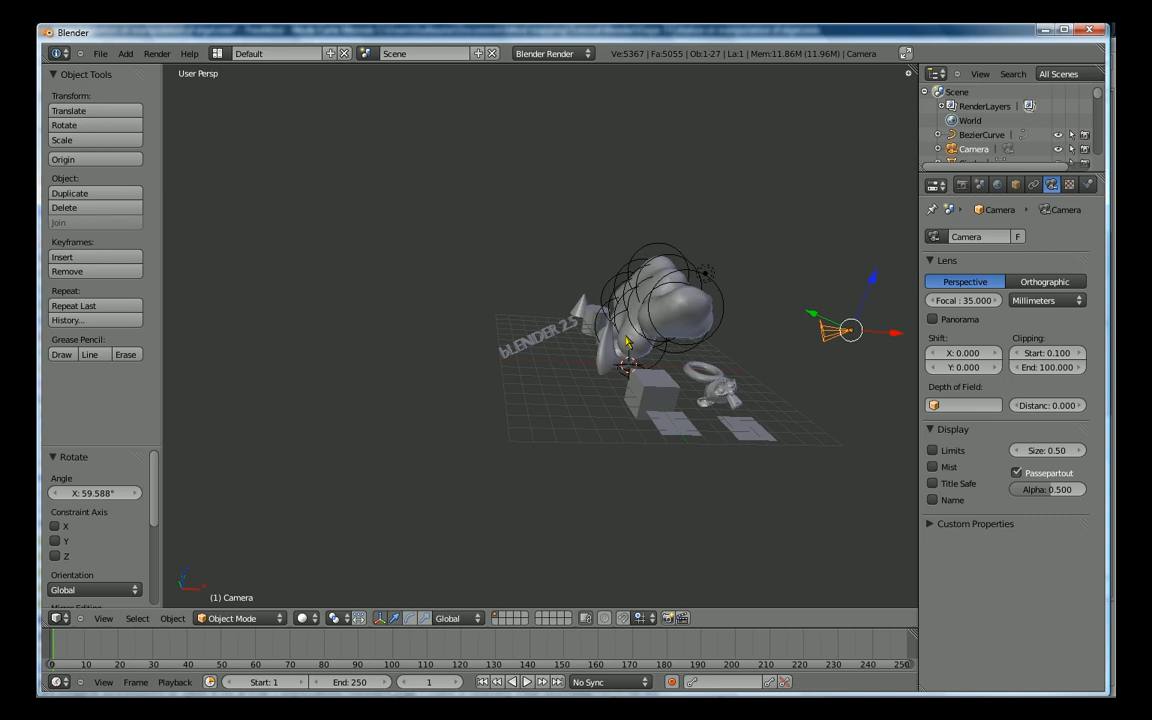 Blender
File Add Render Help Default Scene Blender Render Ve:5367 | Fa:5055 | Ob:1-27 | La:1 | Mem:11.86M (11.96M) | Camera
Object Tools
Transform:
Translate
Rotate
Scale
Origin
Object:
Duplicate
Delete
Join
Keyframes:
Insert
Remove
Repeat:
Repeat Last
History...
Grease Pencil:
Draw Line Erase
Rotate
Angle
X: 59.588°
Constraint Axis
X
Y
Z
Orientation
Global
User Persp
bLENDER 2.5
(1) Camera
View Search All Scenes
Scene
RenderLayers
World
BezierCurve
Camera
Camera Camera
Camera F
Lens
Perspective Orthographic
Focal : 35.000 Millimeters
Panorama
Shift: Clipping:
X: 0.000 Start: 0.100
Y: 0.000 End: 100.000
Depth of Field:
Distanc: 0.000
Display
Limits Size: 0.50
Mist Passepartout
Title Safe Alpha: 0.500
Name
Custom Properties
View Select Object Object Mode Global
0 10 20 30 40 50 60 70 80 90 100 110 120 130 140 150 160 170 180 190 200 210 220 230 240 250
View Frame Playback Start: 1 End: 250 1 No Sync